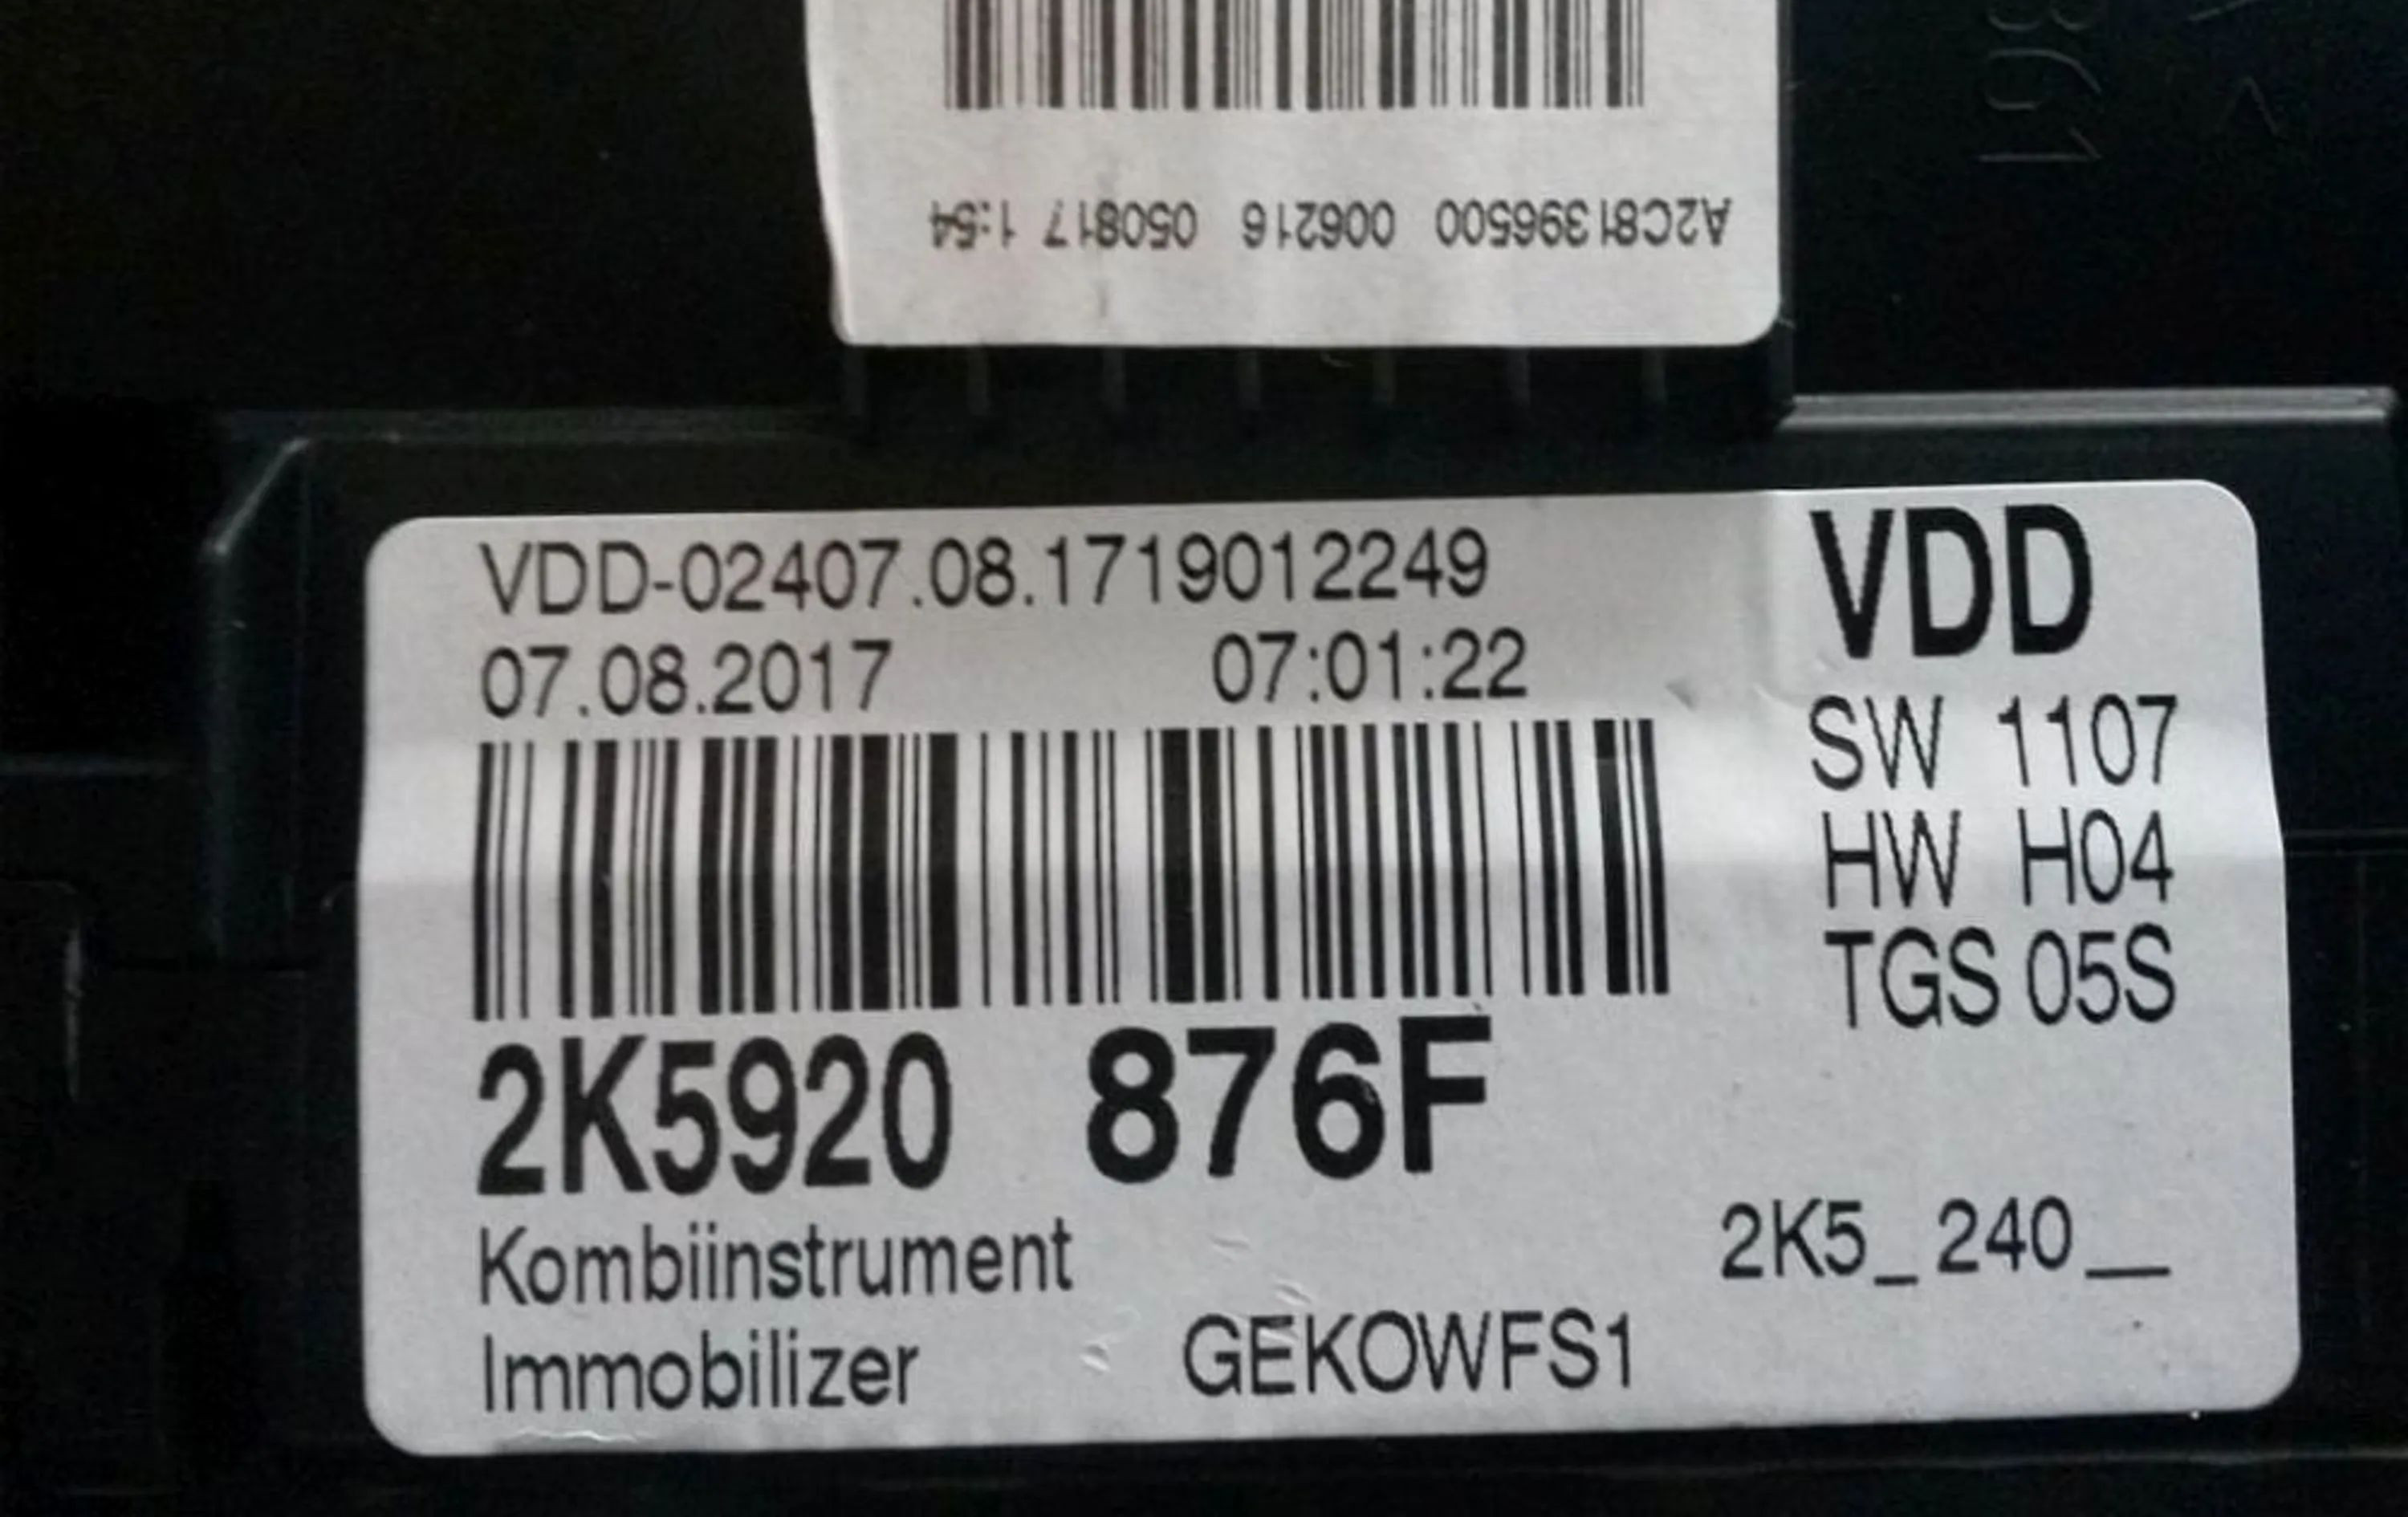 A2C81396500 006216 050817 1:54
VDD-02407.08.1719012249
07.08.2017 07:01:22
VDD
SW 1107
HW H04
TGS 05S
2K5920 876F
Kombiinstrument
2K5_240__
Immobilizer GEKOWFS1